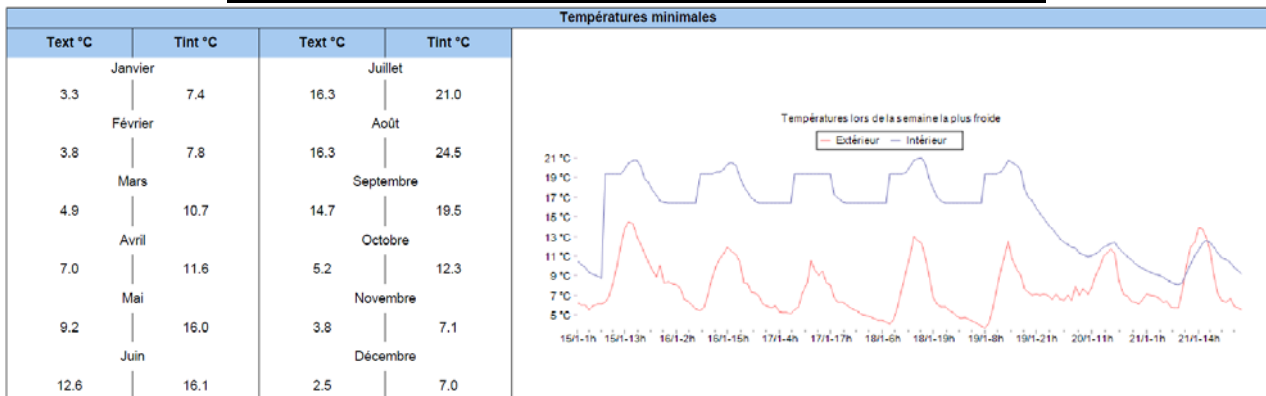 Températures minimales
Text °C Tint °C Text °C Tint °C
Janvier Juillet
3.3 7.4 16.3 21.0
Février Août
3.8 7.8 16.3 24.5
Mars Septembre
4.9 10.7 14.7 19.5
Avril Octobre
7.0 11.6 5.2 12.3
Mai Novembre
9.2 16.0 3.8 7.1
Juin Décembre
12.6 16.1 2.5 7.0
Températures lors de la semaine la plus froide
Extérieur Intérieur
21 °C
19 °C
17 °C
15 °C
13 °C
11 °C
9 °C
7 °C
5 °C
15/1-1h 15/1-13h 16/1-2h 16/1-15h 17/1-4h 17/1-17h 18/1-6h 18/1-19h 19/1-8h 19/1-21h 20/1-11h 21/1-1h 21/1-14h